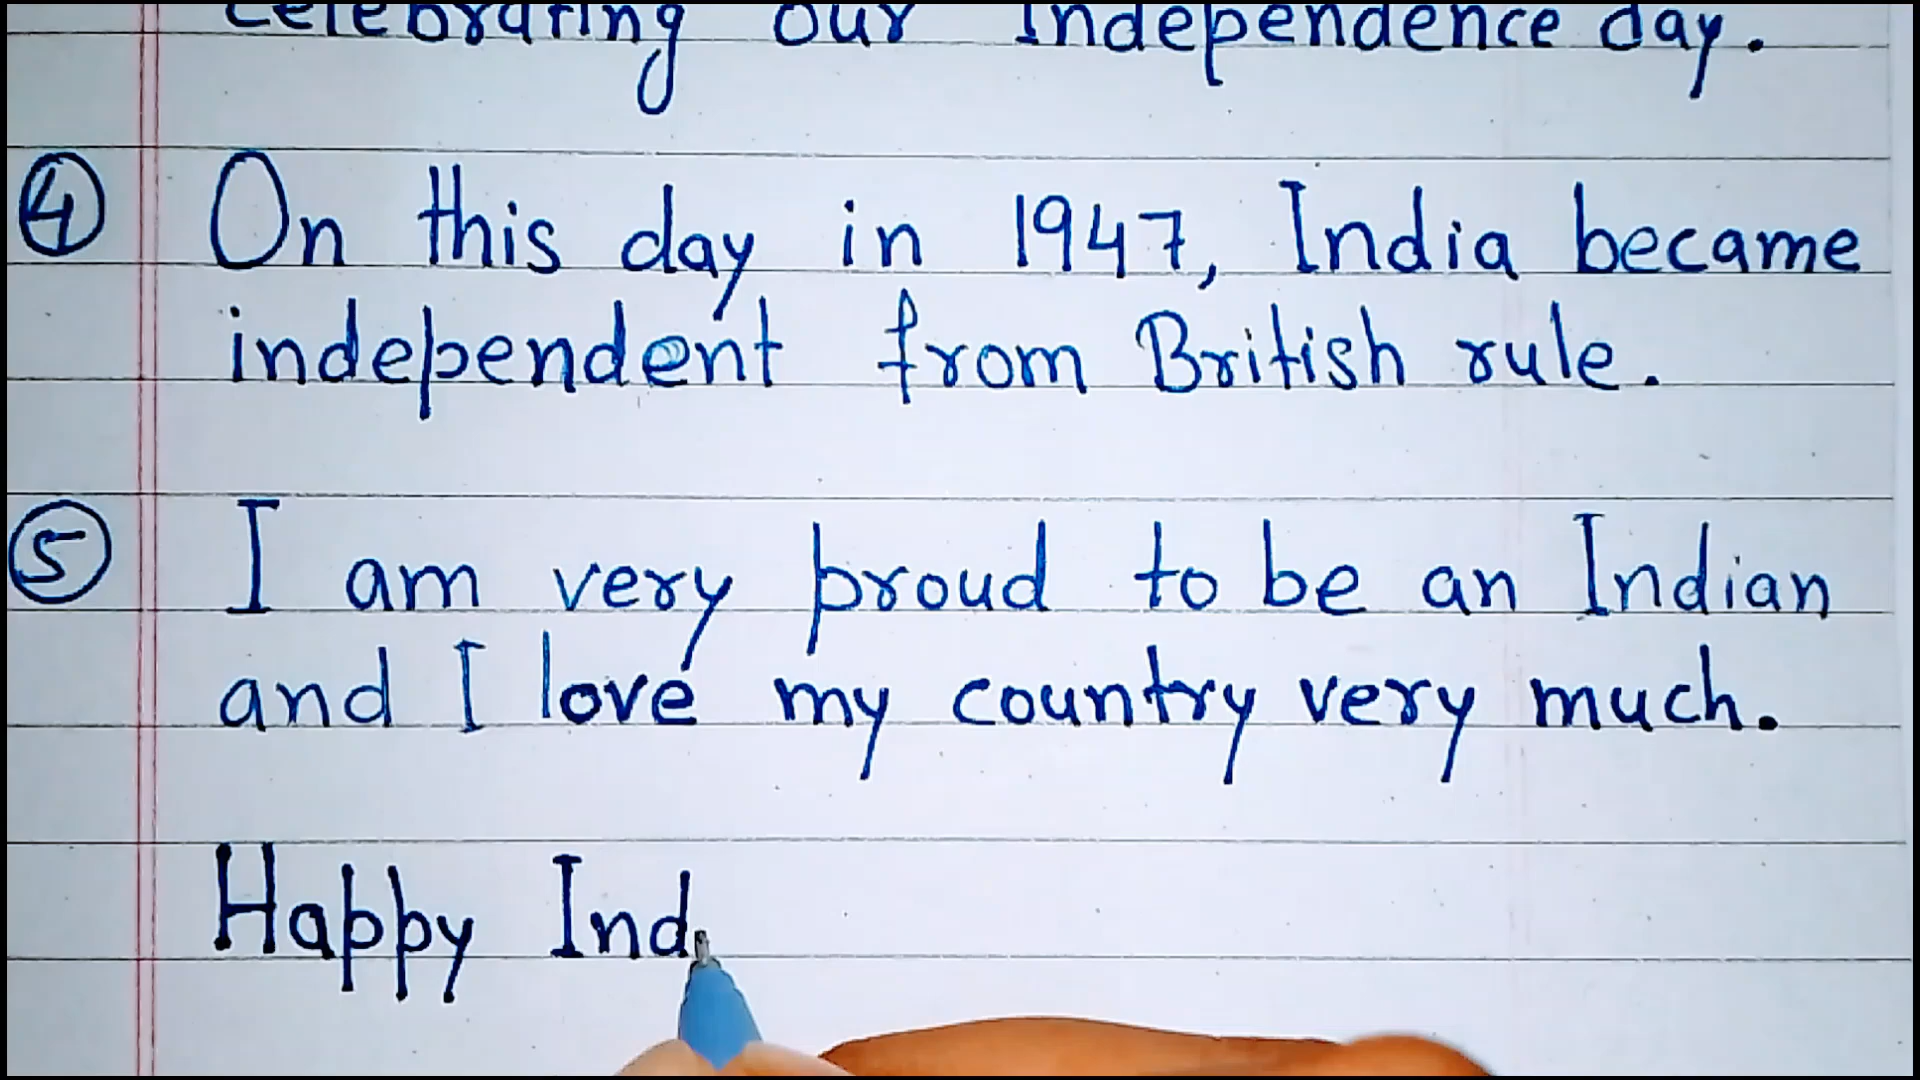 celebrating our Independence day.
④ On this day in 1947, India became
independent from British rule.
⑤ I am very proud to be an Indian
and I love my country very much.
Happy Ind